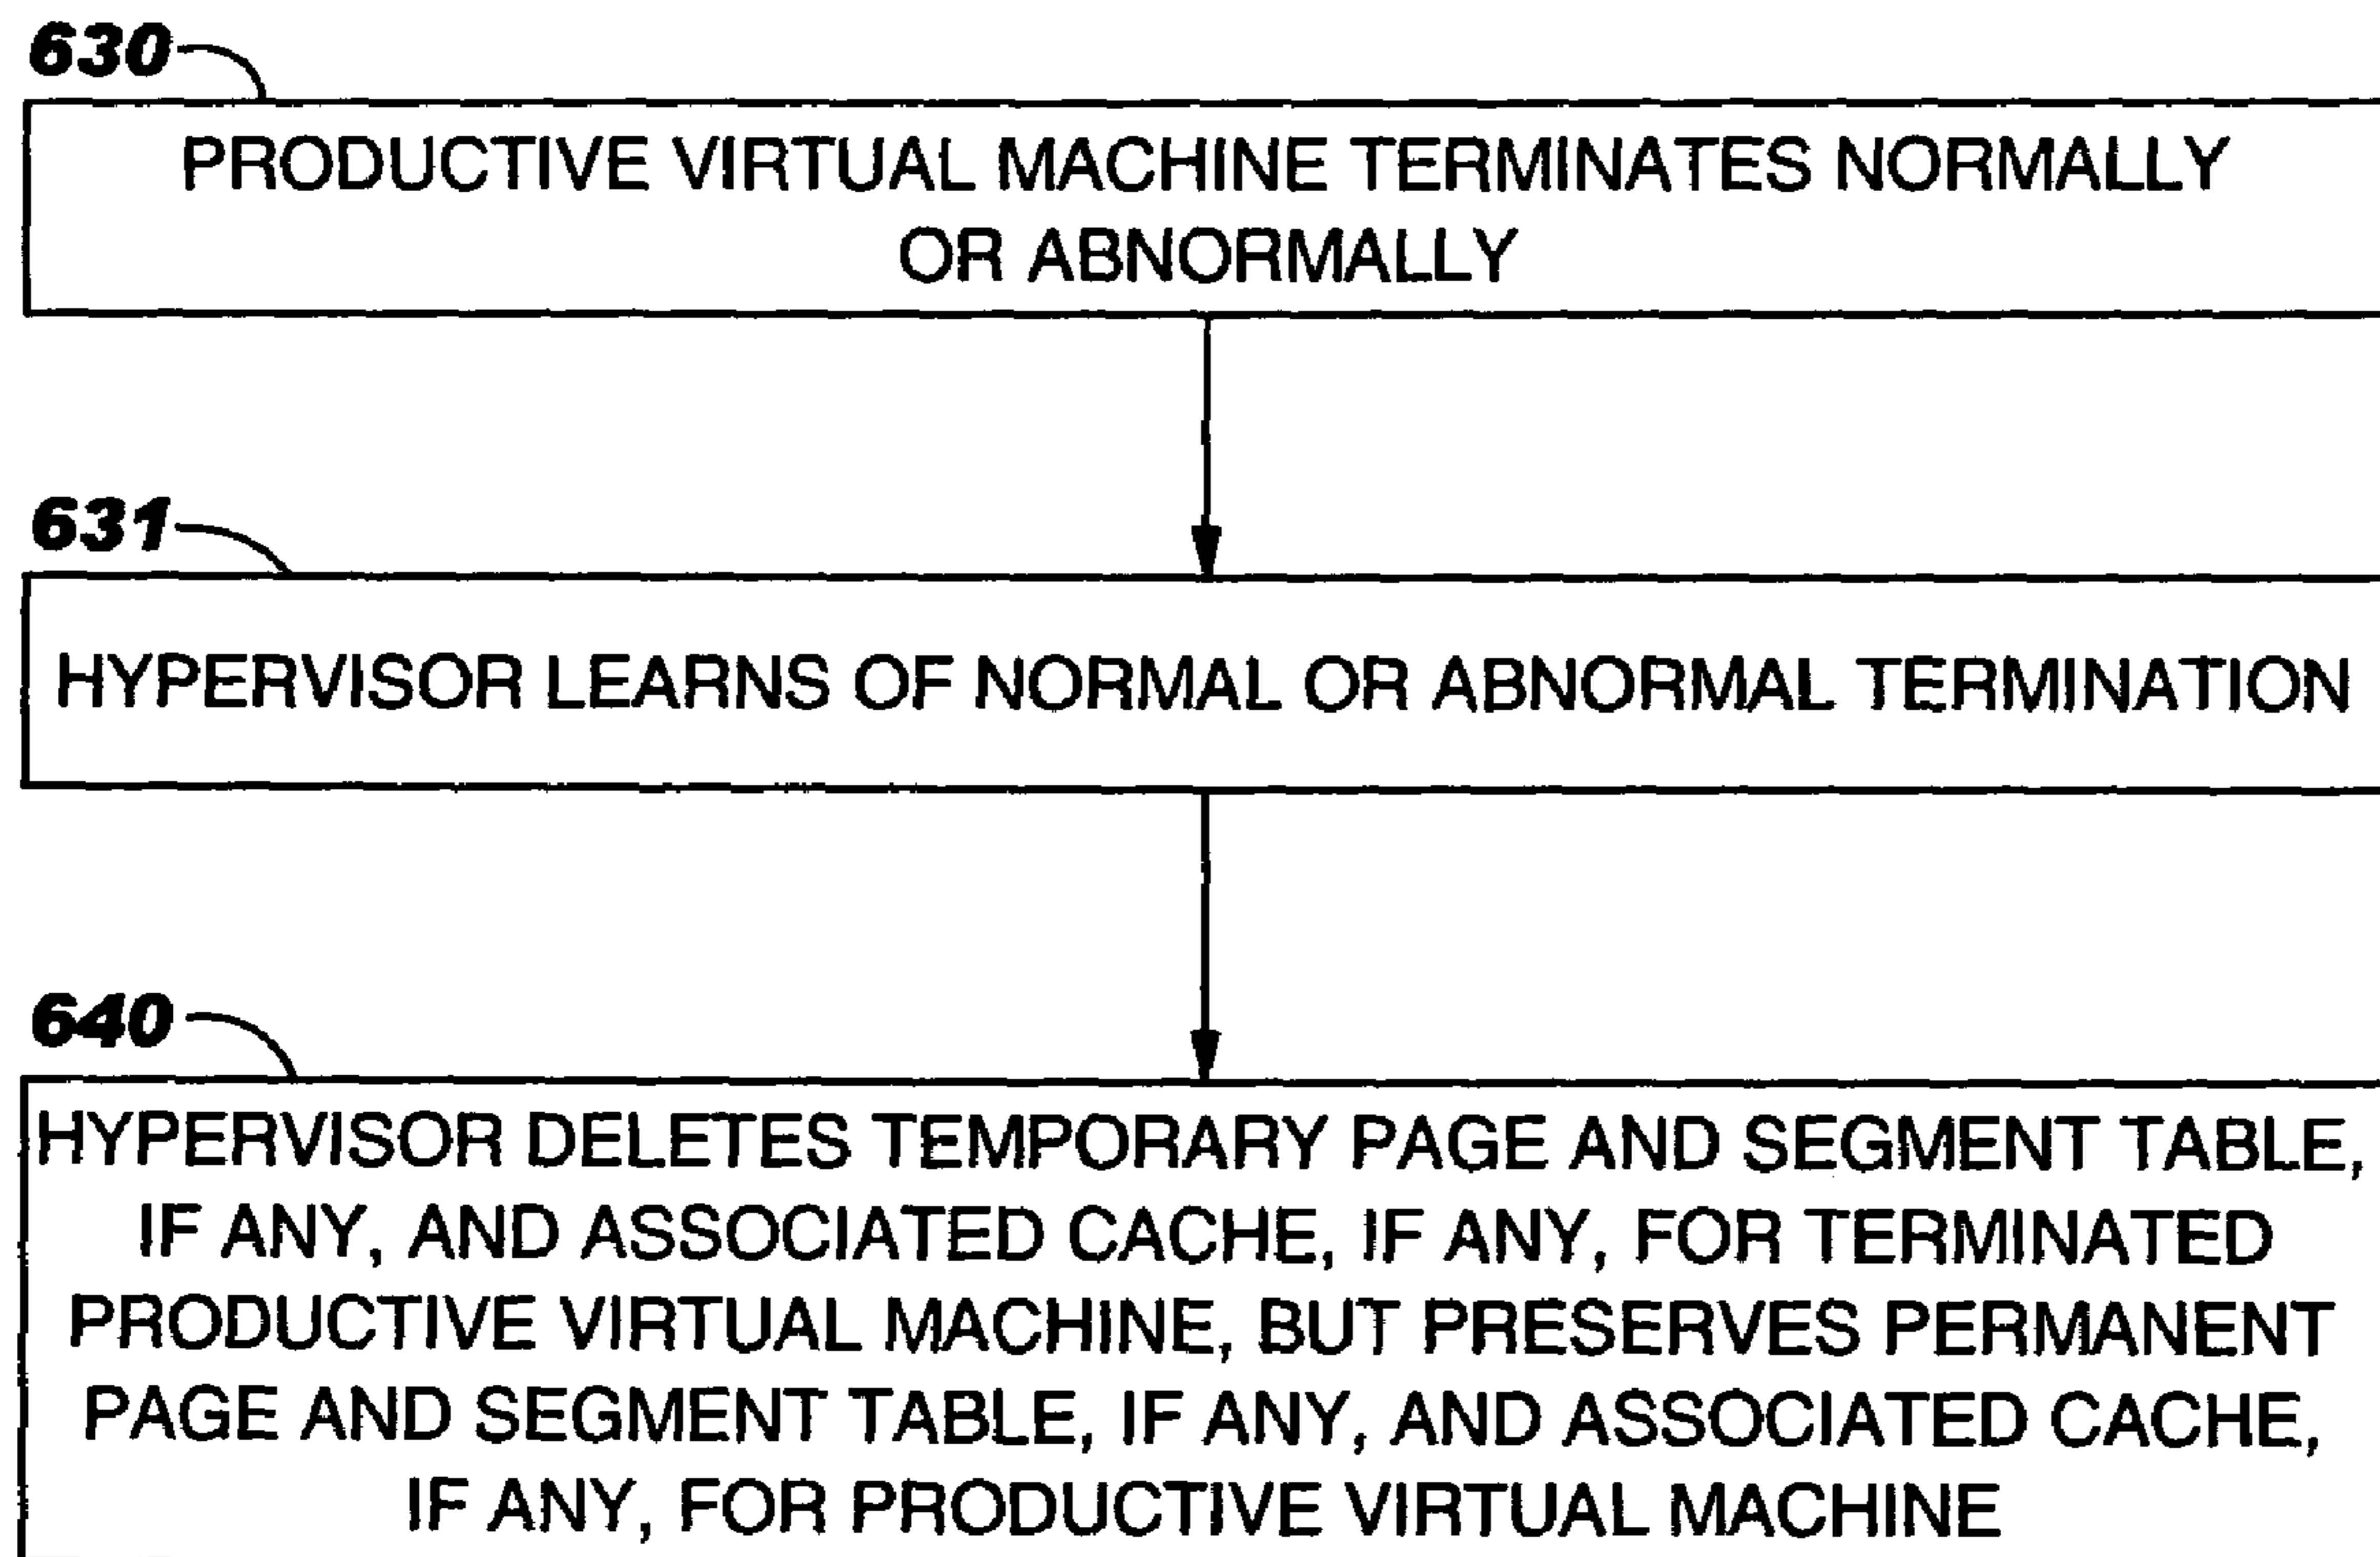 630
PRODUCTIVE VIRTUAL MACHINE TERMINATES NORMALLY
OR ABNORMALLY
631
HYPERVISOR LEARNS OF NORMAL OR ABNORMAL TERMINATION
640
HYPERVISOR DELETES TEMPORARY PAGE AND SEGMENT TABLE,
IF ANY, AND ASSOCIATED CACHE, IF ANY, FOR TERMINATED
PRODUCTIVE VIRTUAL MACHINE, BUT PRESERVES PERMANENT
PAGE AND SEGMENT TABLE, IF ANY, AND ASSOCIATED CACHE,
IF ANY, FOR PRODUCTIVE VIRTUAL MACHINE